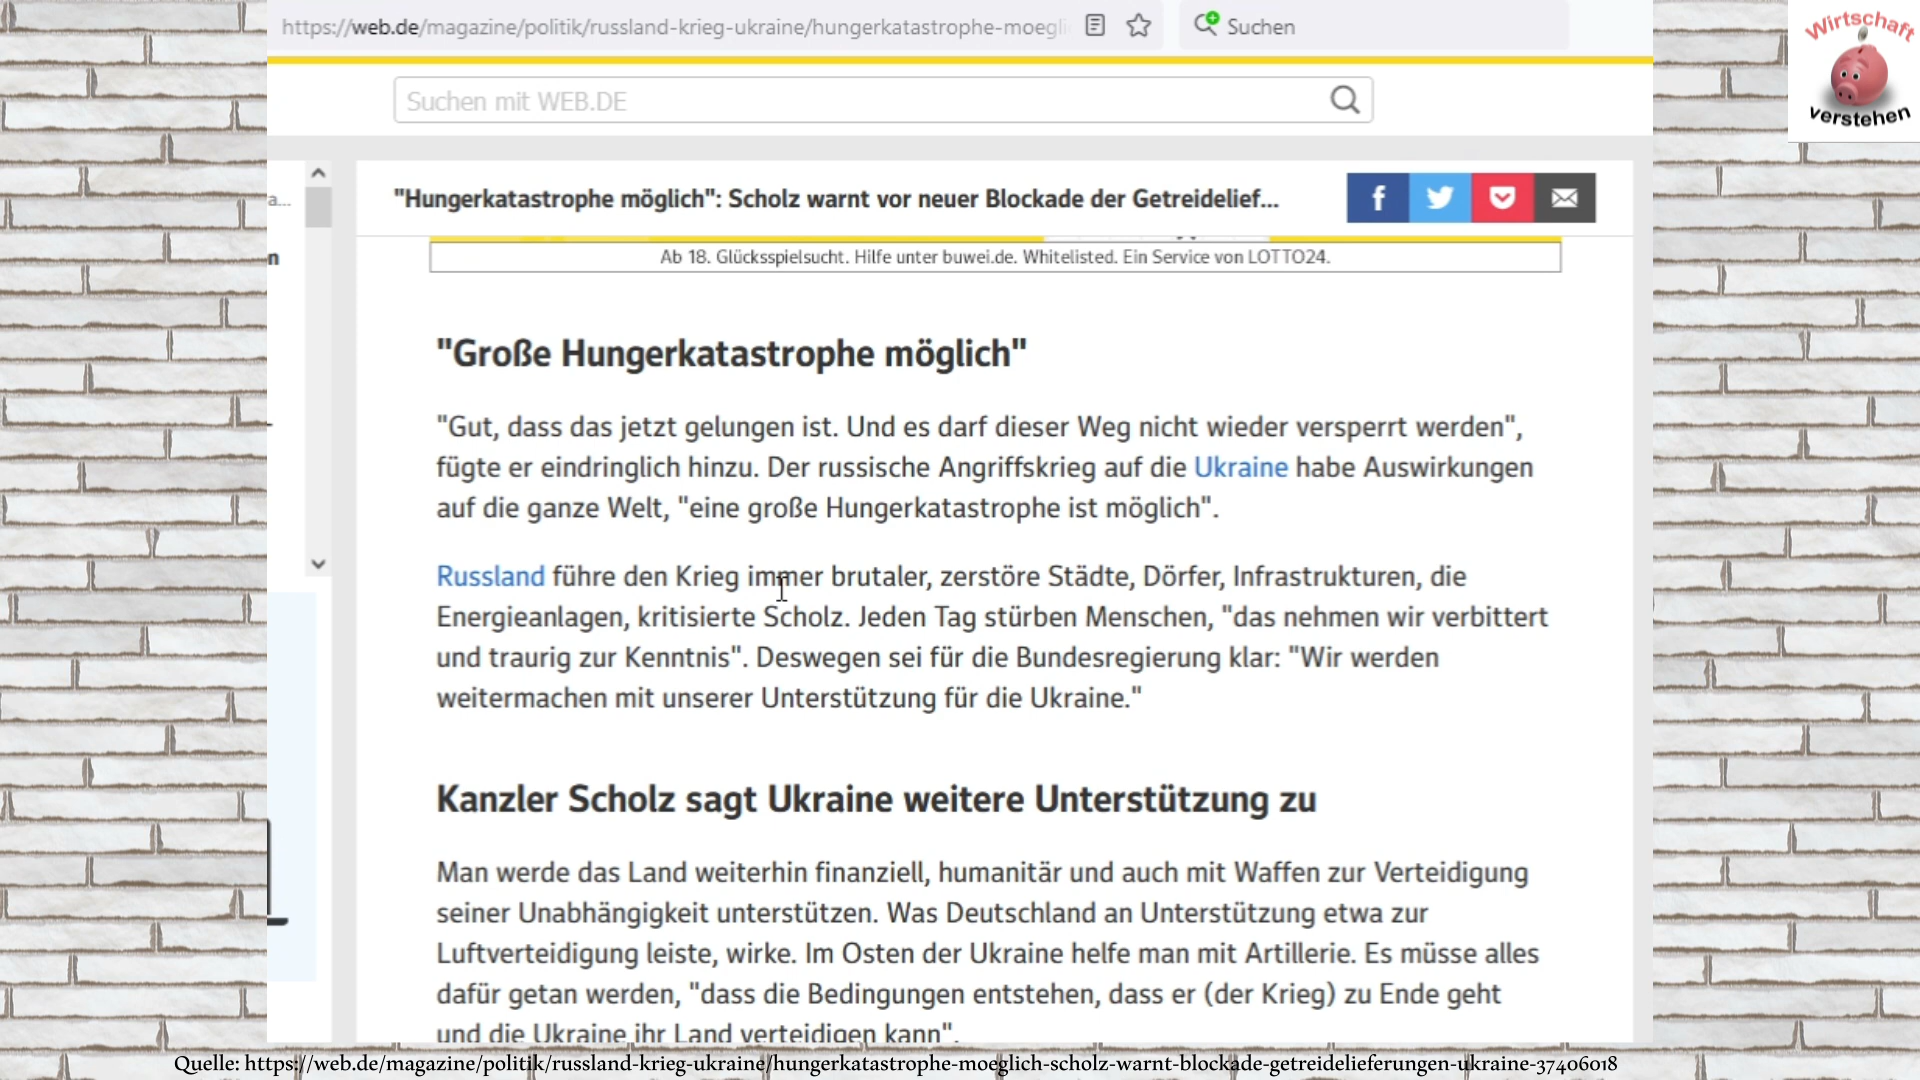 https://web.de/magazine/politik/russland-krieg-ukraine/hungerkatastrophe-moegli
Suchen
Wirtschaft
verstehen
Suchen mit WEB.DE
a...
"Hungerkatastrophe möglich": Scholz warnt vor neuer Blockade der Getreidelief...
n
Ab 18. Glücksspielsucht. Hilfe unter buwei.de. Whitelisted. Ein Service von LOTTO24.
"Große Hungerkatastrophe möglich"
"Gut, dass das jetzt gelungen ist. Und es darf dieser Weg nicht wieder versperrt werden",
fügte er eindringlich hinzu. Der russische Angriffskrieg auf die Ukraine habe Auswirkungen
auf die ganze Welt, "eine große Hungerkatastrophe ist möglich".
Russland führe den Krieg immer brutaler, zerstöre Städte, Dörfer, Infrastrukturen, die
Energieanlagen, kritisierte Scholz. Jeden Tag stürben Menschen, "das nehmen wir verbittert
und traurig zur Kenntnis". Deswegen sei für die Bundesregierung klar: "Wir werden
weitermachen mit unserer Unterstützung für die Ukraine."
Kanzler Scholz sagt Ukraine weitere Unterstützung zu
Man werde das Land weiterhin finanziell, humanitär und auch mit Waffen zur Verteidigung
seiner Unabhängigkeit unterstützen. Was Deutschland an Unterstützung etwa zur
Luftverteidigung leiste, wirke. Im Osten der Ukraine helfe man mit Artillerie. Es müsse alles
dafür getan werden, "dass die Bedingungen entstehen, dass er (der Krieg) zu Ende geht
und die Ukraine ihr Land verteidigen kann".
Quelle: https://web.de/magazine/politik/russland-krieg-ukraine/hungerkatastrophe-moeglich-scholz-warnt-blockade-getreidelieferungen-ukraine-37406018